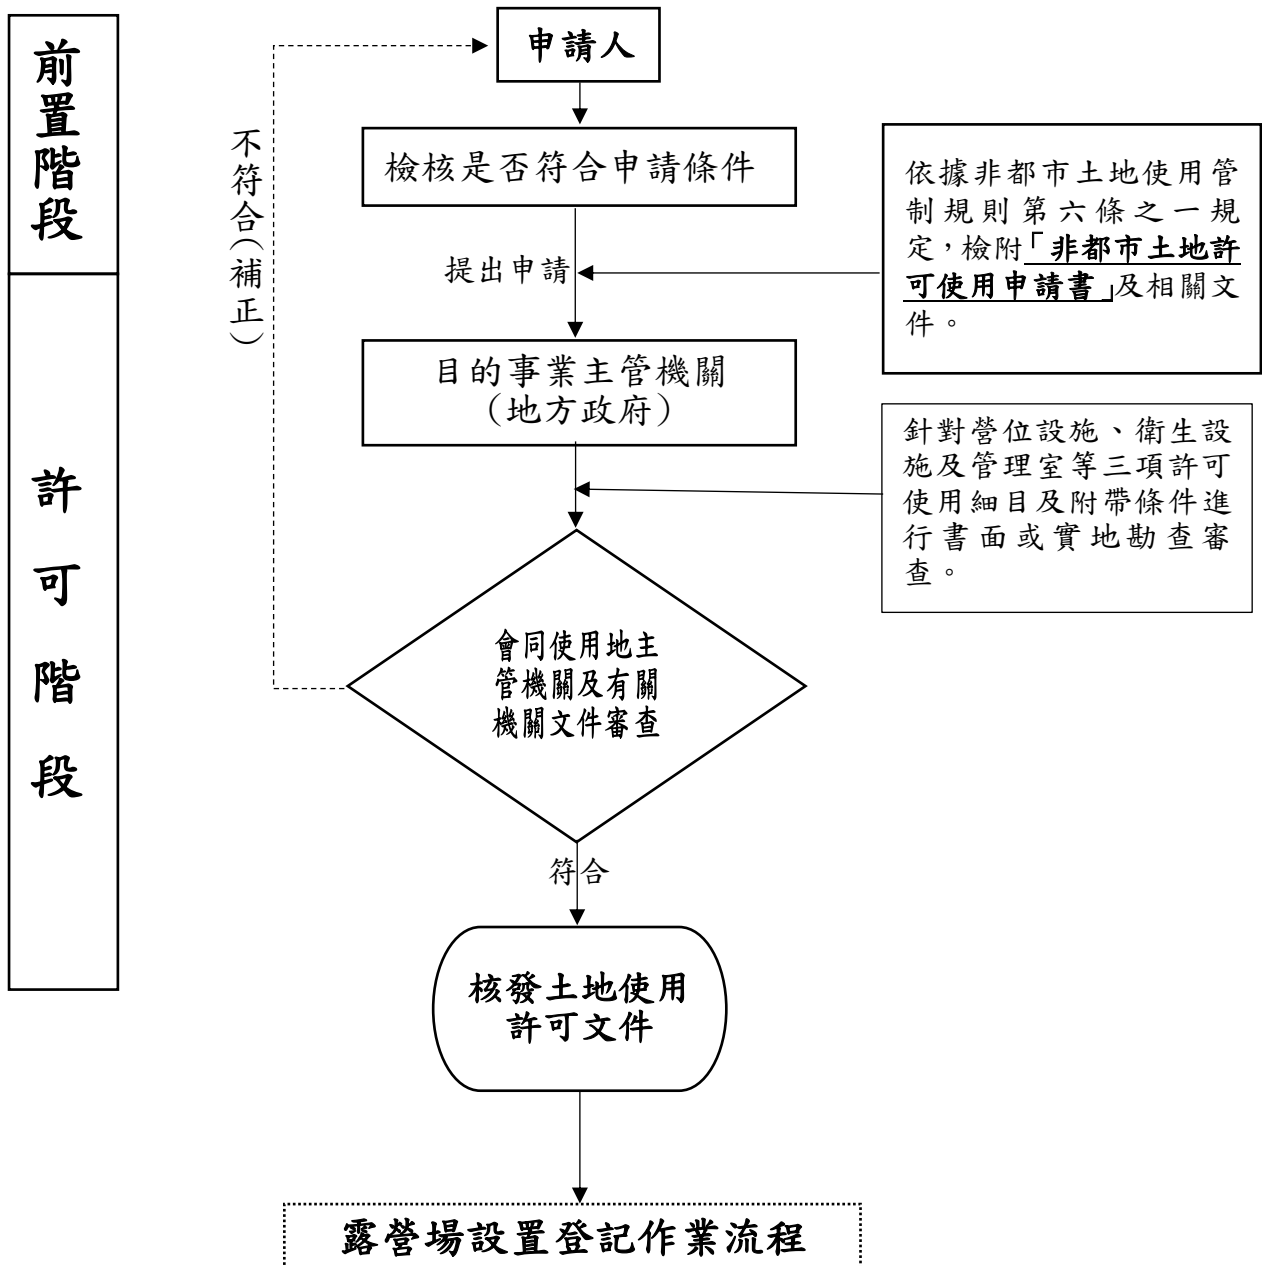 前置階段
許可階段
申請人
不符合(補正)
檢核是否符合申請條件
提出申請
依據非都市土地使用管
制規則第六條之一規
定，檢附「非都市土地許
可使用申請書」及相關文
件。
目的事業主管機關
(地方政府)
針對營位設施、衛生設
施及管理室等三項許可
使用細目及附帶條件進
行書面或實地勘查審
查。
會同使用地主
管機關及有關
機關文件審查
符合
核發土地使用
許可文件
露營場設置登記作業流程